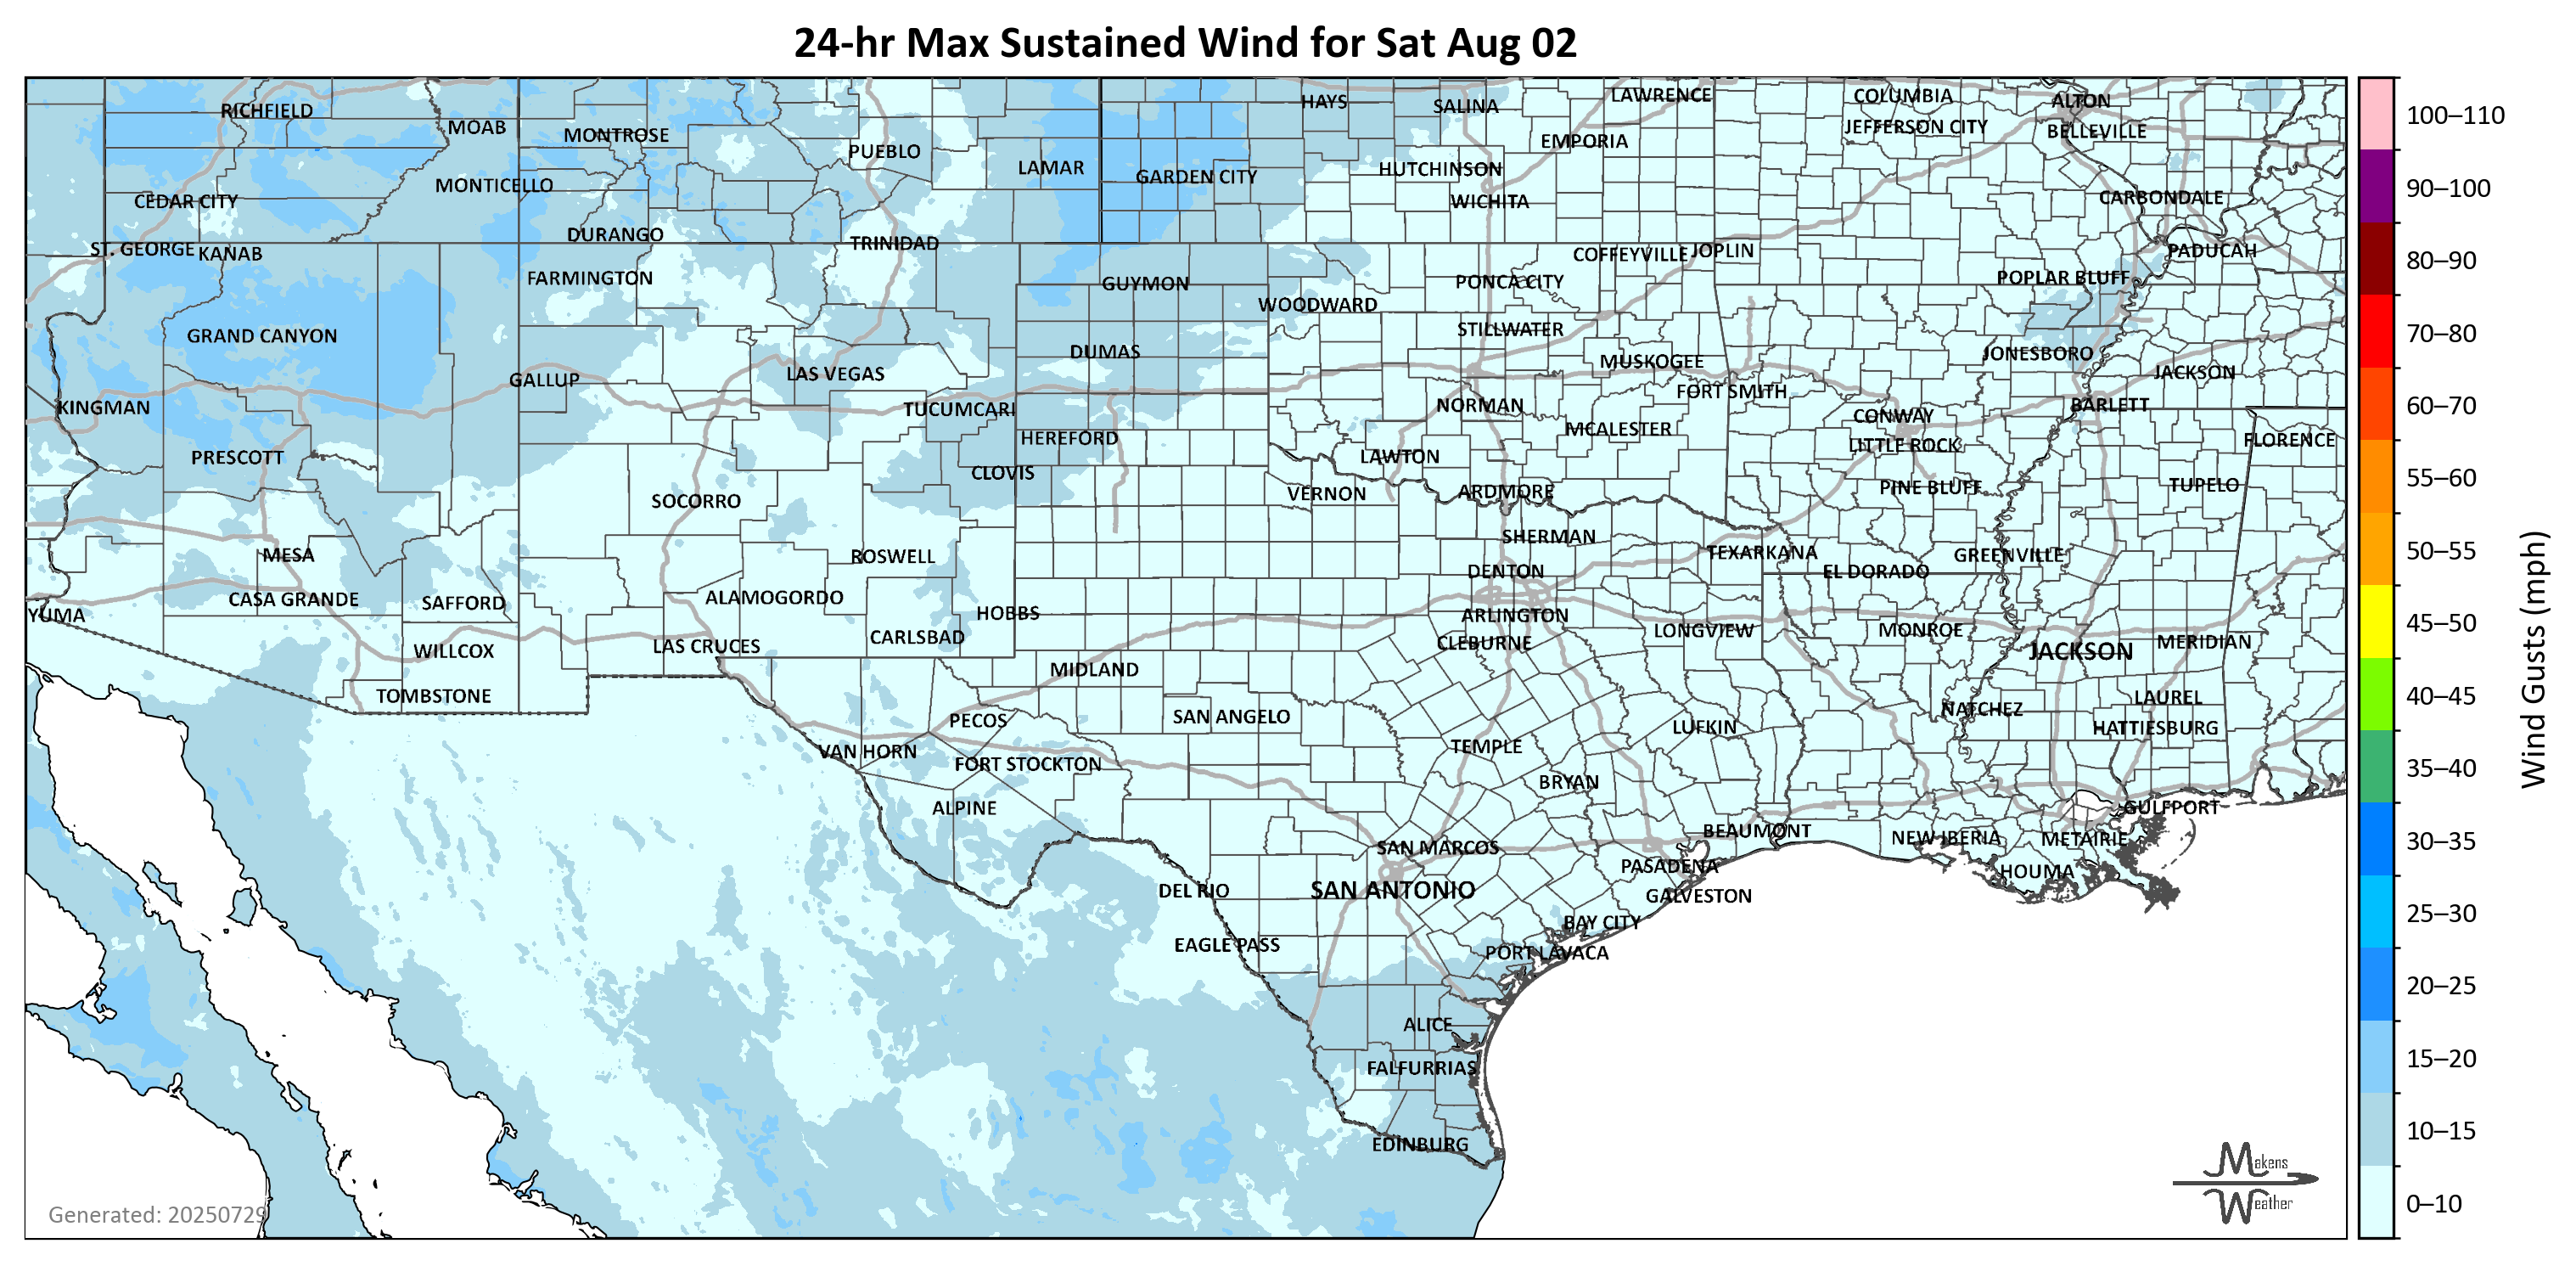 24-hr Max Sustained Wind for Sat Aug 02
RICHFIELD
MOAB
MONTROSE
PUEBLO
LAMAR
GARDEN CITY
HAYS
SALINA
LAWRENCE
EMPORIA
COLUMBIA
JEFFERSON CITY
ALTON
BELLEVILLE
HUTCHINSON
WICHITA
CARBONDALE
CEDAR CITY
MONTICELLO
DURANGO
TRINIDAD
ST. GEORGE
KANAB
FARMINGTON
GUYMON
WOODWARD
PONCA CITY
COFFEYVILLE
JOPLIN
POPLAR BLUFF
PADUCAH
GRAND CANYON
GALLUP
LAS VEGAS
DUMAS
STILLWATER
MUSKOGEE
FORT SMITH
JONESBORO
JACKSON
KINGMAN
PRESCOTT
TUCUMCARI
HEREFORD
CLOVIS
NORMAN
LAWTON
MCALESTER
CONWAY
LITTLE ROCK
BARLETT
FLORENCE
SOCORRO
VERNON
ARDMORE
PINE BLUFF
TUPELO
MESA
ROSWELL
SHERMAN
TEXARKANA
GREENVILLE
YUMA
CASA GRANDE
SAFFORD
ALAMOGORDO
HOBBS
DENTON
ARLINGTON
CLEBURNE
EL DORADO
WILLCOX
LAS CRUCES
CARLSBAD
LONGVIEW
MONROE
JACKSON
MERIDIAN
TOMBSTONE
MIDLAND
PECOS
SAN ANGELO
LUFKIN
NATCHEZ
LAUREL
HATTIESBURG
VAN HORN
FORT STOCKTON
TEMPLE
BRYAN
ALPINE
SAN MARCOS
BEAUMONT
NEW IBERIA
METAIRIE
GULFPORT
DEL RIO
SAN ANTONIO
PASADENA
GALVESTON
HOUMA
EAGLE PASS
BAY CITY
PORT LAVACA
ALICE
FALFURRIAS
EDINBURG
Generated: 20250729
Makens
Weather
100–110
90–100
80–90
70–80
60–70
55–60
50–55
45–50
40–45
35–40
30–35
25–30
20–25
15–20
10–15
0–10
Wind Gusts (mph)